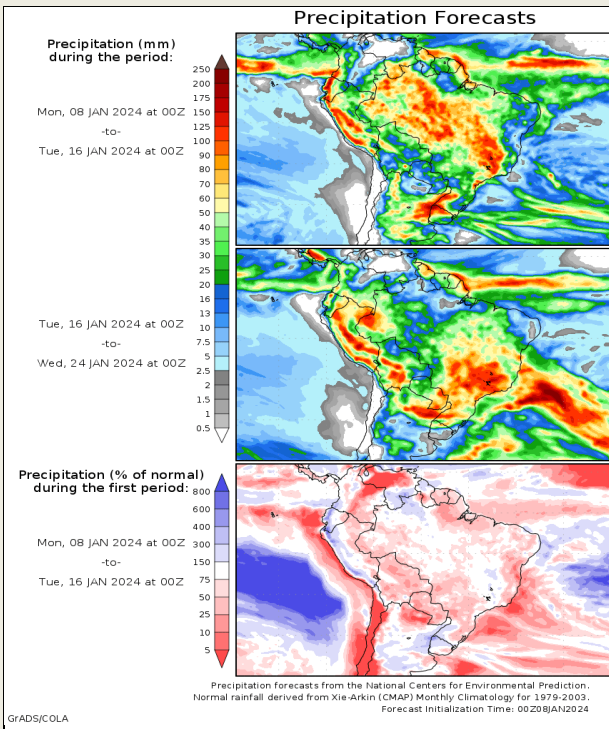 Precipitation Forecasts
Precipitation (mm)
during the period:
Mon, 08 JAN 2024 at 00Z
-to-
Tue, 16 JAN 2024 at 00Z
Tue, 16 JAN 2024 at 00Z
-to-
Wed, 24 JAN 2024 at 00Z
250
200
175
150
125
100
90
80
70
60
50
40
35
30
25
20
16
13
10
7.5
5
2.5
2
1.5
1
0.5
Precipitation (% of normal)
during the first period:
Mon, 08 JAN 2024 at 00Z
-to-
Tue, 16 JAN 2024 at 00Z
800
600
400
300
150
75
50
25
10
5
Precipitation forecasts from the National Centers for Environmental Prediction.
Normal rainfall derived from Xie-Arkin (CMAP) Monthly Climatology for 1979-2003.
Forecast Initialization Time: 00Z08JAN2024
GrADS/COLA